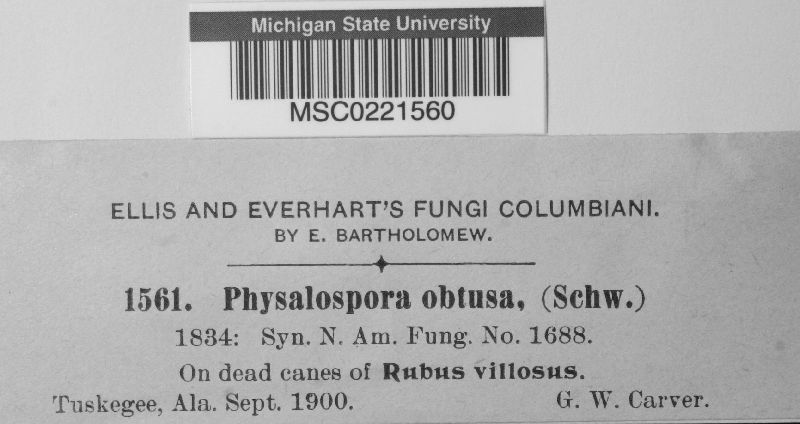 Michigan State University
MSC0221560
ELLIS AND EVERHART'S FUNGI COLUMBIANI.
BY E. BARTHOLOMEW.
1561. Physalospora obtusa, (Schw.)
1834: Syn. N. Am. Fung. No. 1688.
On dead canes of Rubus villosus.
Tuskegee, Ala. Sept. 1900. G. W. Carver.